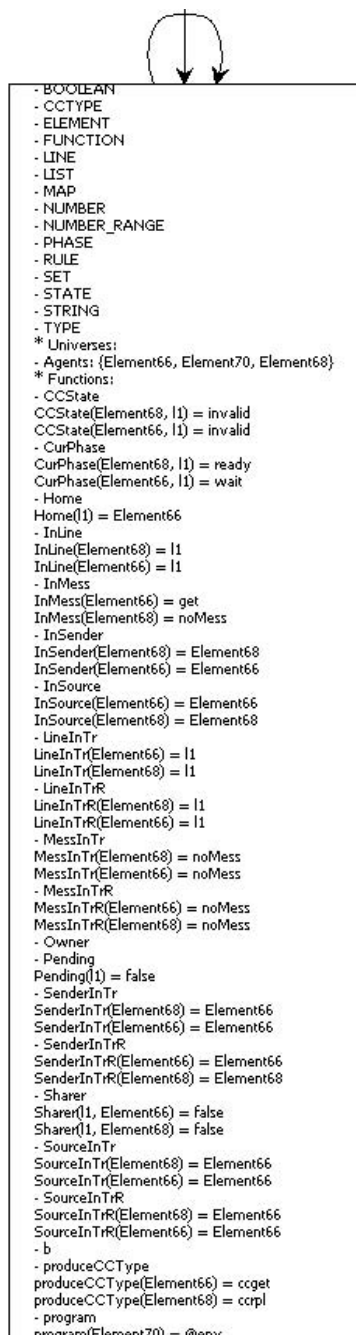 - BOOLEAN
- CCTYPE
- ELEMENT
- FUNCTION
- LINE
- LIST
- MAP
- NUMBER
- NUMBER_RANGE
- PHASE
- RULE
- SET
- STATE
- STRING
- TYPE
* Universes:
- Agents: {Element66, Element70, Element68}
* Functions:
- CCState
CCState(Element68, l1) = invalid
CCState(Element66, l1) = invalid
- CurPhase
CurPhase(Element68, l1) = ready
CurPhase(Element66, l1) = wait
- Home
Home(l1) = Element66
- InLine
InLine(Element68) = l1
InLine(Element66) = l1
- InMess
InMess(Element66) = get
InMess(Element68) = noMess
- InSender
InSender(Element68) = Element68
InSender(Element66) = Element66
- InSource
InSource(Element66) = Element66
InSource(Element68) = Element68
- LineInTr
LineInTr(Element66) = l1
LineInTr(Element68) = l1
- LineInTrR
LineInTrR(Element68) = l1
LineInTrR(Element66) = l1
- MessInTr
MessInTr(Element68) = noMess
MessInTr(Element66) = noMess
- MessInTrR
MessInTrR(Element66) = noMess
MessInTrR(Element68) = noMess
- Owner
- Pending
Pending(l1) = false
- SenderInTr
SenderInTr(Element68) = Element66
SenderInTr(Element66) = Element66
- SenderInTrR
SenderInTrR(Element66) = Element66
SenderInTrR(Element68) = Element68
- Sharer
Sharer(l1, Element66) = false
Sharer(l1, Element68) = false
- SourceInTr
SourceInTr(Element68) = Element66
SourceInTr(Element66) = Element66
- SourceInTrR
SourceInTrR(Element68) = Element66
SourceInTrR(Element66) = Element66
- b
- produceCCType
produceCCType(Element66) = ccget
produceCCType(Element68) = ccrpl
- program
program(Element70) = @env